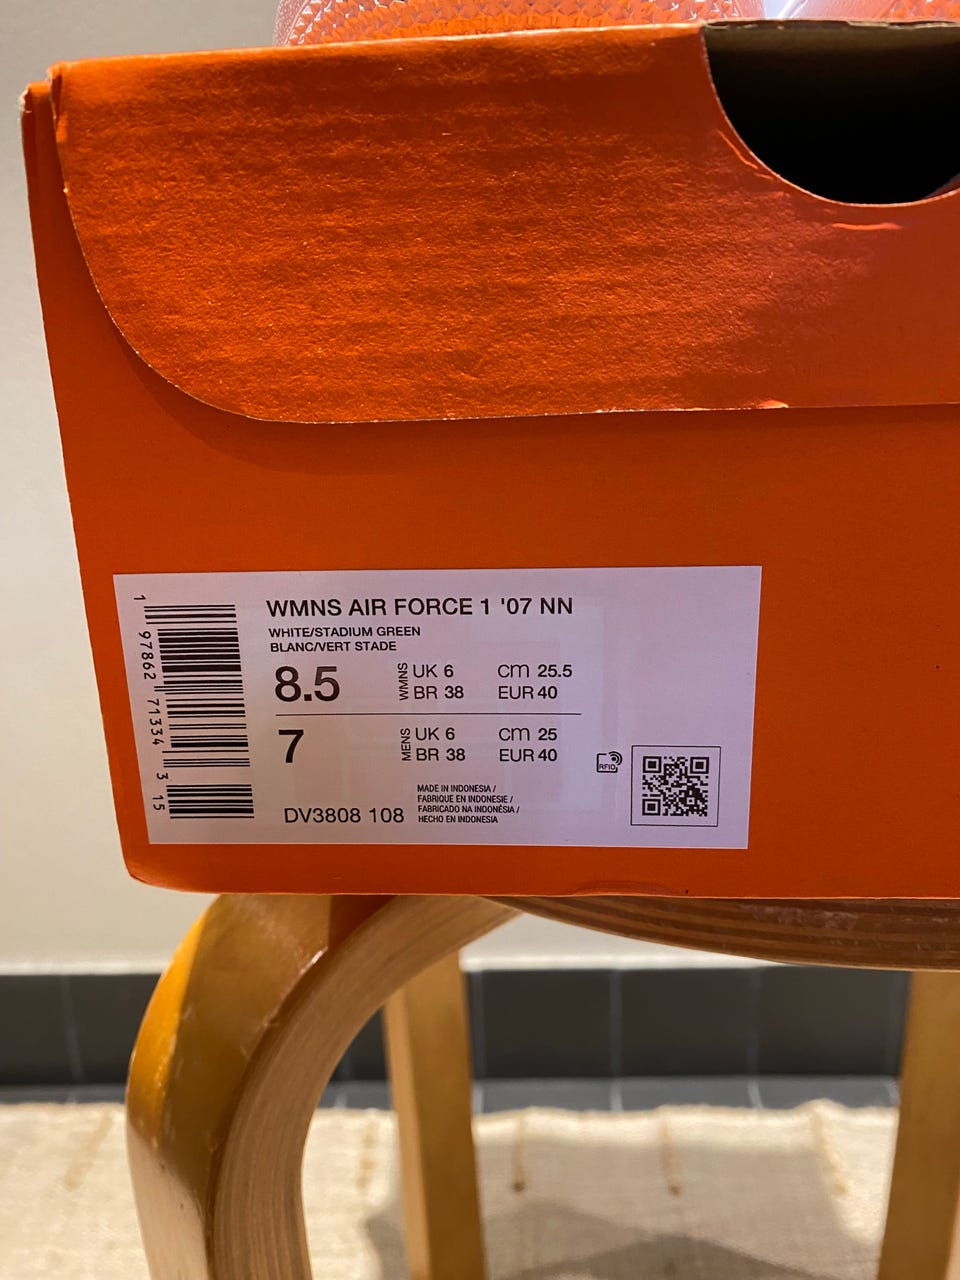 WMNS AIR FORCE 1 '07 NN
WHITE/STADIUM GREEN
BLANC/VERT STADE
8.5 WMNS UK 6 cm 25.5
BR 38 EUR 40
7 MENS UK 6 cm 25
BR 38 EUR 40
DV3808 108
MADE IN INDONESIA /
FABRIQUE EN INDONESIE /
FABRICADO NA INDONÉSIA /
HECHO EN INDONESIA
RFID
1 97862 71334 3 15